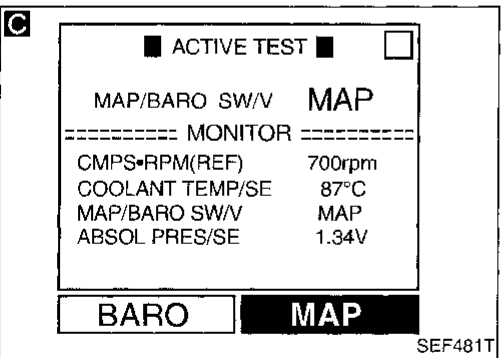 C
■ ACTIVE TEST ■
MAP/BARO SW/V MAP
========== MONITOR =========
CMPS•RPM(REF) 700rpm
COOLANT TEMP/SE 87°C
MAP/BARO SW/V MAP
ABSOL PRES/SE 1.34V
BARO MAP
SEF481T